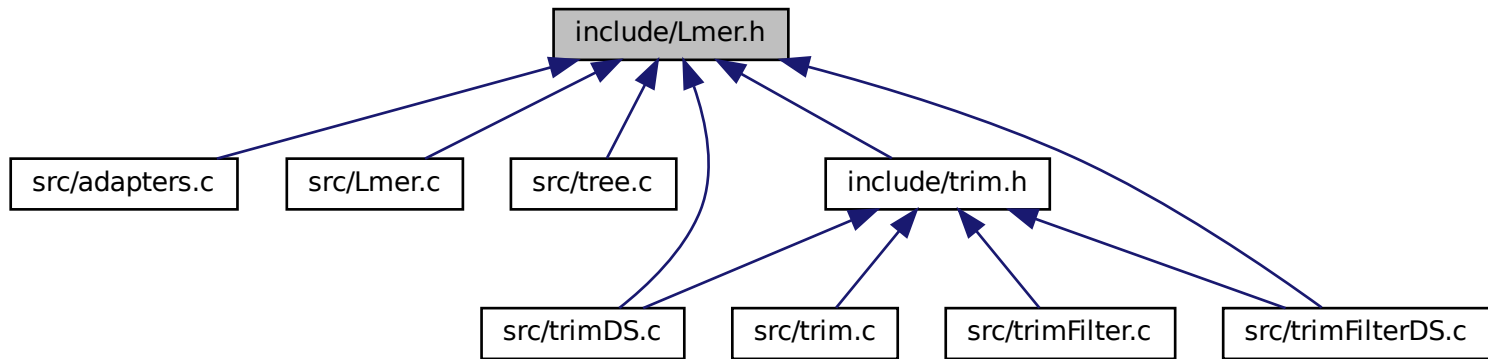 include/Lmer.h
src/adapters.c
src/Lmer.c
src/tree.c
include/trim.h
src/trimDS.c
src/trim.c
src/trimFilter.c
src/trimFilterDS.c